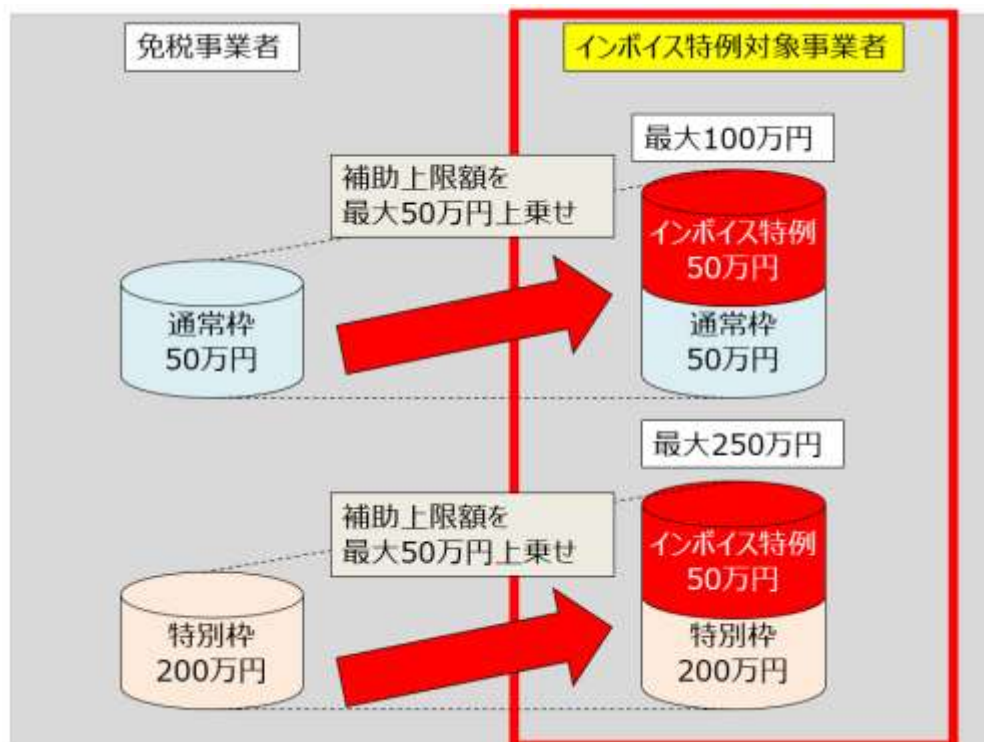 免税事業者
インボイス特例対象事業者
最大100万円
補助上限額を
最大50万円上乗せ
インボイス特例
50万円
通常枠
50万円
通常枠
50万円
最大250万円
補助上限額を
最大50万円上乗せ
インボイス特例
50万円
特別枠
200万円
特別枠
200万円